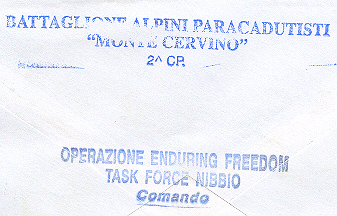 BATTAGLIONE ALPINI PARACADUTISTI
“MONTE CERVINO”
2^ CP.
OPERAZIONE ENDURING FREEDOM
TASK FORCE NIBBIO
Comando